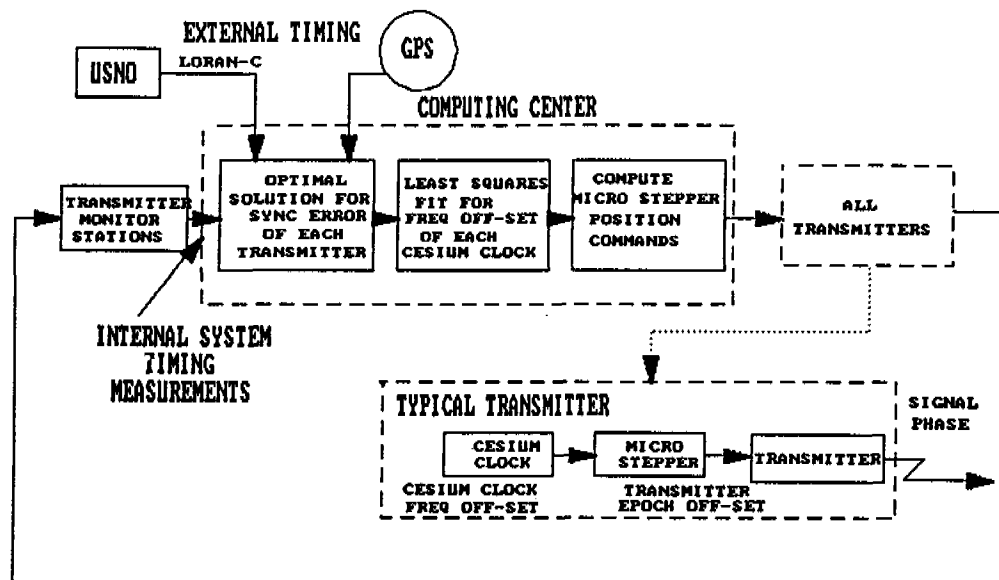 EXTERNAL TIMING
GPS
USNO
LORAN-C
COMPUTING CENTER
TRANSMITTER
MONITOR
STATIONS
OPTIMAL
SOLUTION FOR
SYNC ERROR
OF EACH
TRANSMITTER
LEAST SQUARES
FIT FOR
FREQ OFF-SET
OF EACH
CESIUM CLOCK
COMPUTE
MICRO STEPPER
POSITION
COMMANDS
ALL
TRANSMITTERS
INTERNAL SYSTEM
TIMING
MEASUREMENTS
TYPICAL TRANSMITTER
SIGNAL
PHASE
CESIUM
CLOCK
MICRO
STEPPER
TRANSMITTER
CESIUM CLOCK
FREQ OFF-SET
TRANSMITTER
EPOCH OFF-SET